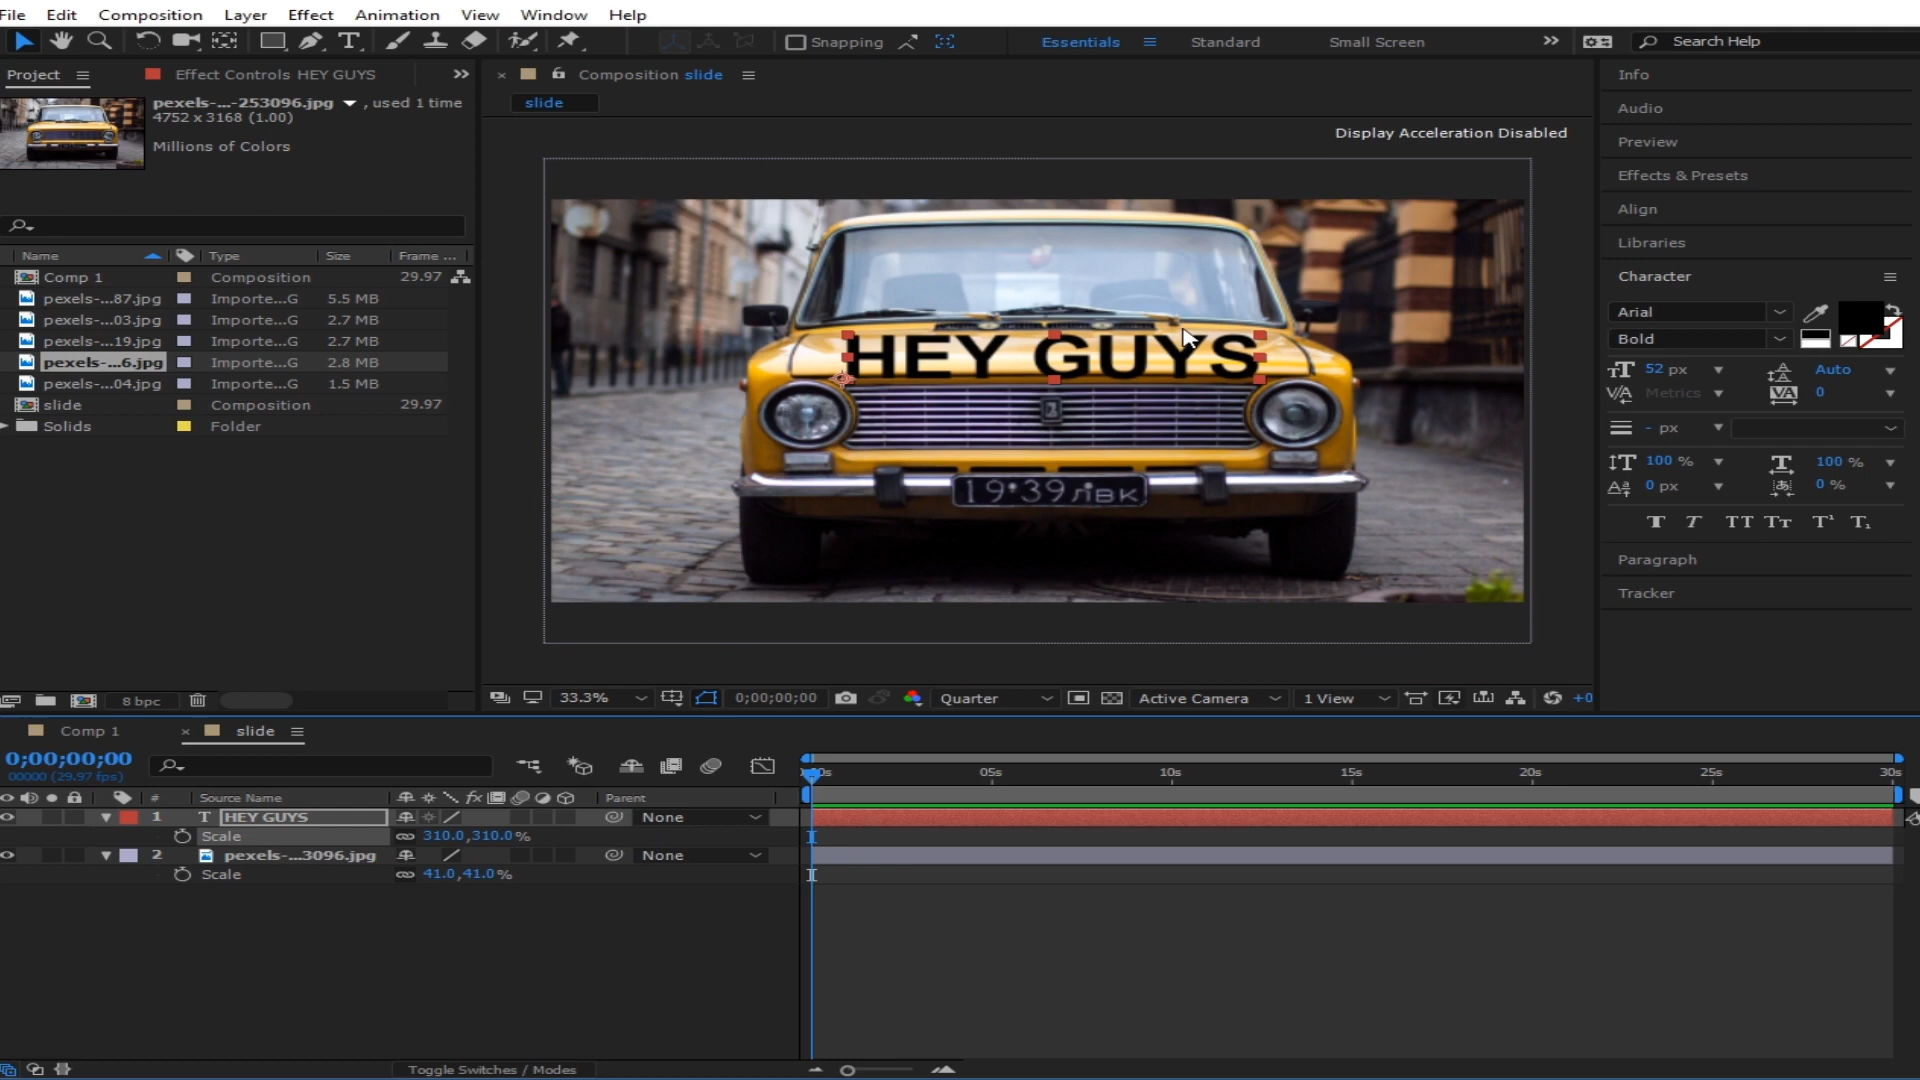 File Edit Composition Layer Effect Animation View Window Help
Snapping Essentials Standard Small Screen Search Help
Project Effect Controls HEY GUYS
pexels-...-253096.jpg , used 1 time
4752 x 3168 (1.00)
Millions of Colors
Name Type Size Frame ...
Comp 1 Composition 29.97
pexels-...87.jpg Importe...G 5.5 MB
pexels-...03.jpg Importe...G 2.7 MB
pexels-...19.jpg Importe...G 2.7 MB
pexels-...6.jpg Importe...G 2.8 MB
pexels-...04.jpg Importe...G 1.5 MB
slide Composition 29.97
Solids Folder
8 bpc
Composition slide
slide
Display Acceleration Disabled
HEY GUYS
19•39 ЛВК
33.3% 0;00;00;00 Quarter Active Camera 1 View +0
Info
Audio
Preview
Effects & Presets
Align
Libraries
Character
Arial
Bold
52 px Auto
Metrics 0
- px
100 % 100 %
0 px 0 %
Paragraph
Tracker
Comp 1 slide
0;00;00;00
00000 (29.97 fps)
05s 10s 15s 20s 25s 30s
# Source Name Parent
1 HEY GUYS None
Scale 310.0,310.0%
2 pexels-...3096.jpg None
Scale 41.0,41.0%
Toggle Switches / Modes